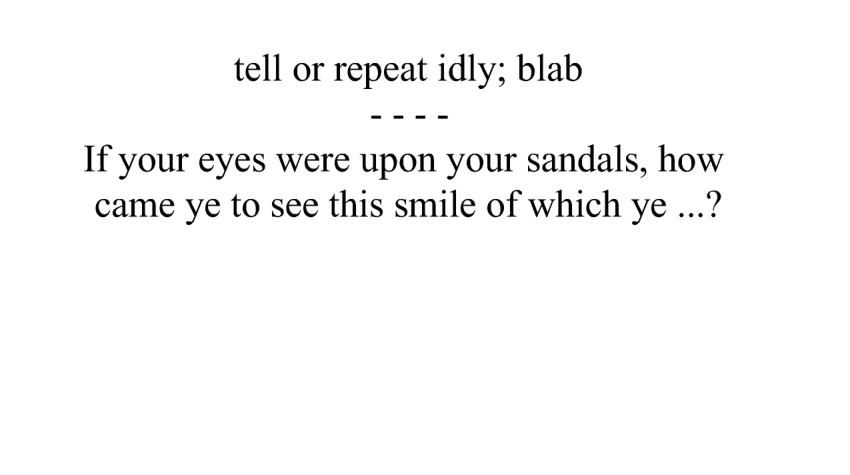 tell or repeat idly; blab
- - - -
If your eyes were upon your sandals, how
came ye to see this smile of which ye ...?